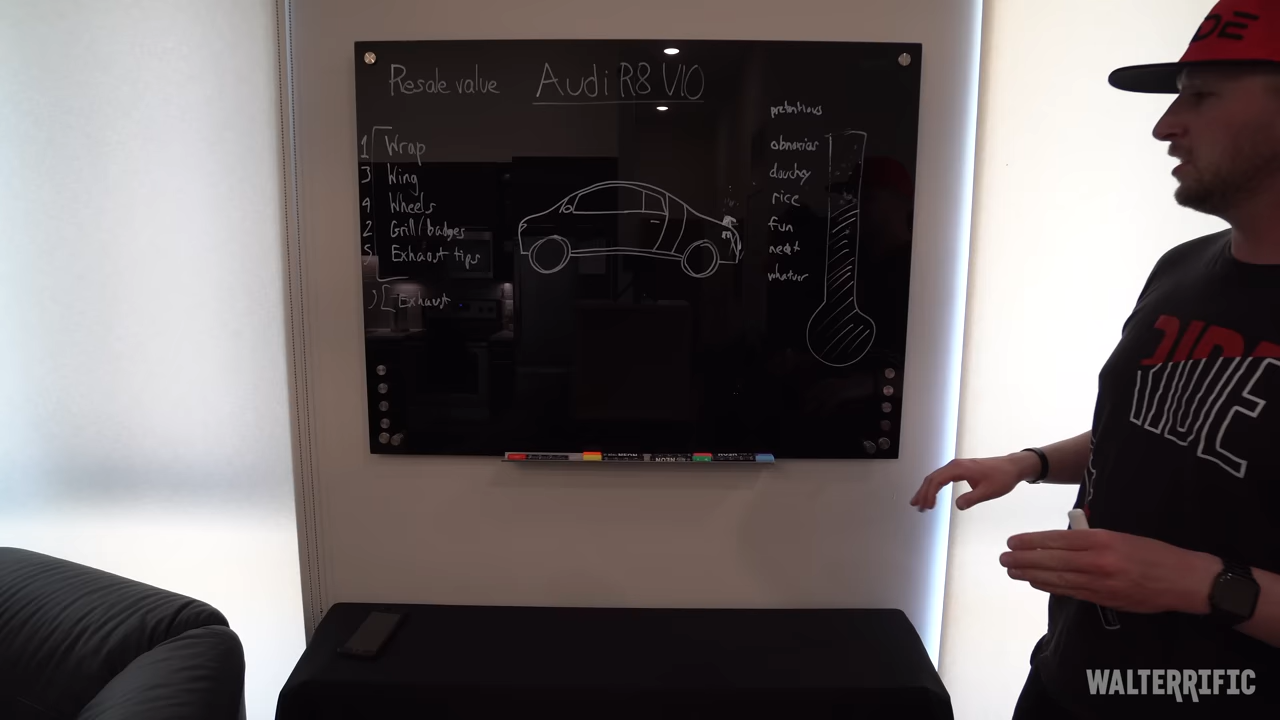 Resale value Audi R8 V10
1 Wrap
3 Wing
4 Wheels
2 Grill/badges
5 Exhaust tips
Exhaust
pretentious
obnoxious
douchey
rice
fun
neat
whatever
RIDE
WALTERRIFIC